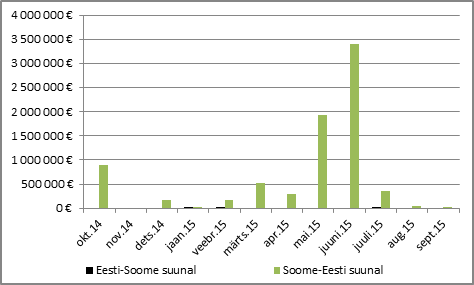 4 000 000 €
3 500 000 €
3 000 000 €
2 500 000 €
2 000 000 €
1 500 000 €
1 000 000 €
500 000 €
0 €
okt.14 nov.14 dets.14 jaan.15 veebr.15 märts.15 apr.15 mai.15 juuni.15 juuli.15 aug.15 sept.15
Eesti-Soome suunal Soome-Eesti suunal